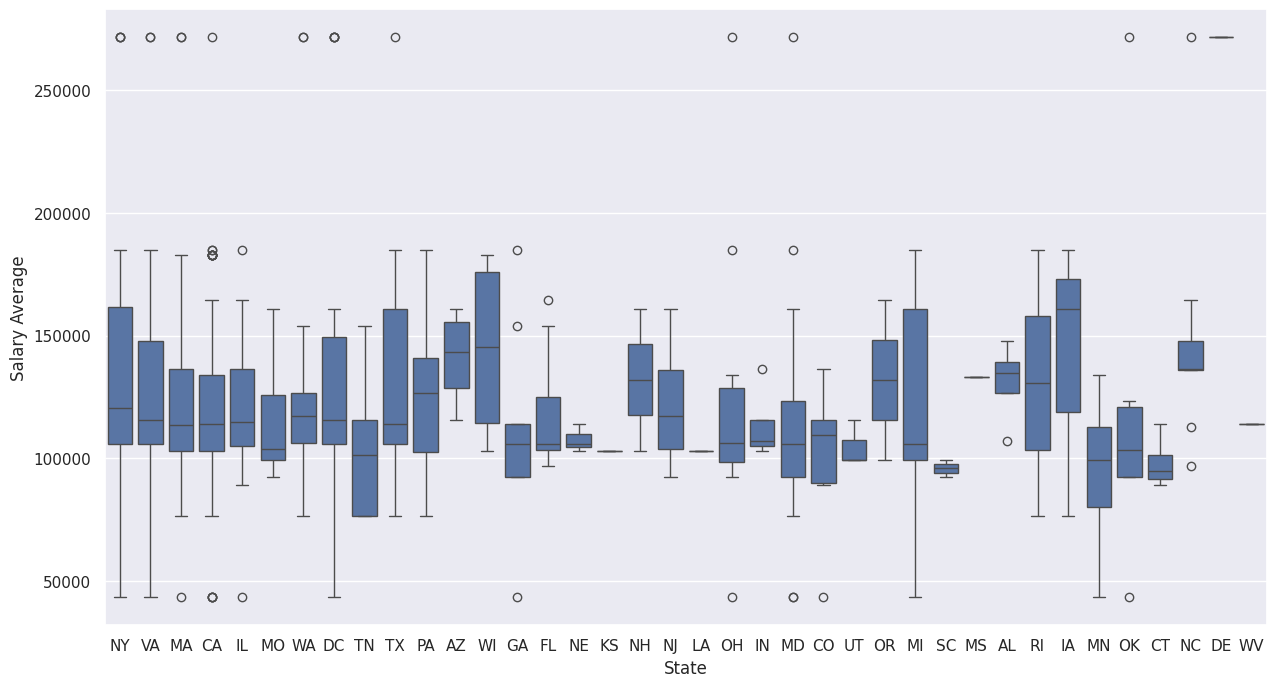 Salary Average
250000
200000
150000
100000
50000
NY VA MA CA IL MO WA DC TN TX PA AZ WI GA FL NE KS NH NJ LA OH IN MD CO UT OR MI SC MS AL RI IA MN OK CT NC DE WV
State